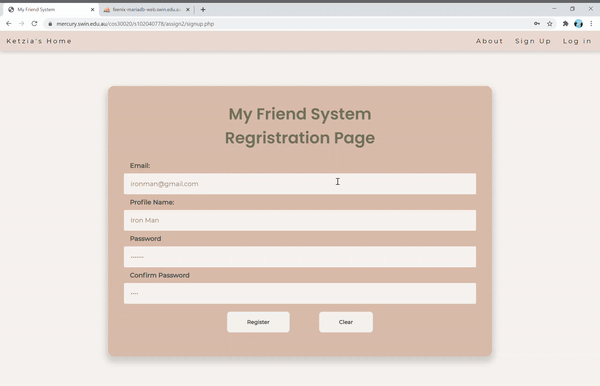 My Friend System
feenix-mariadb-web.swin.edu.a
mercury.swin.edu.au/cos30020/s102040778/assign2/signup.php
Ketzia's Home
About Sign Up Log in
My Friend System
Regristration Page
Email:
ironman@gmail.com
Profile Name:
Iron Man
Password
Confirm Password
Register Clear